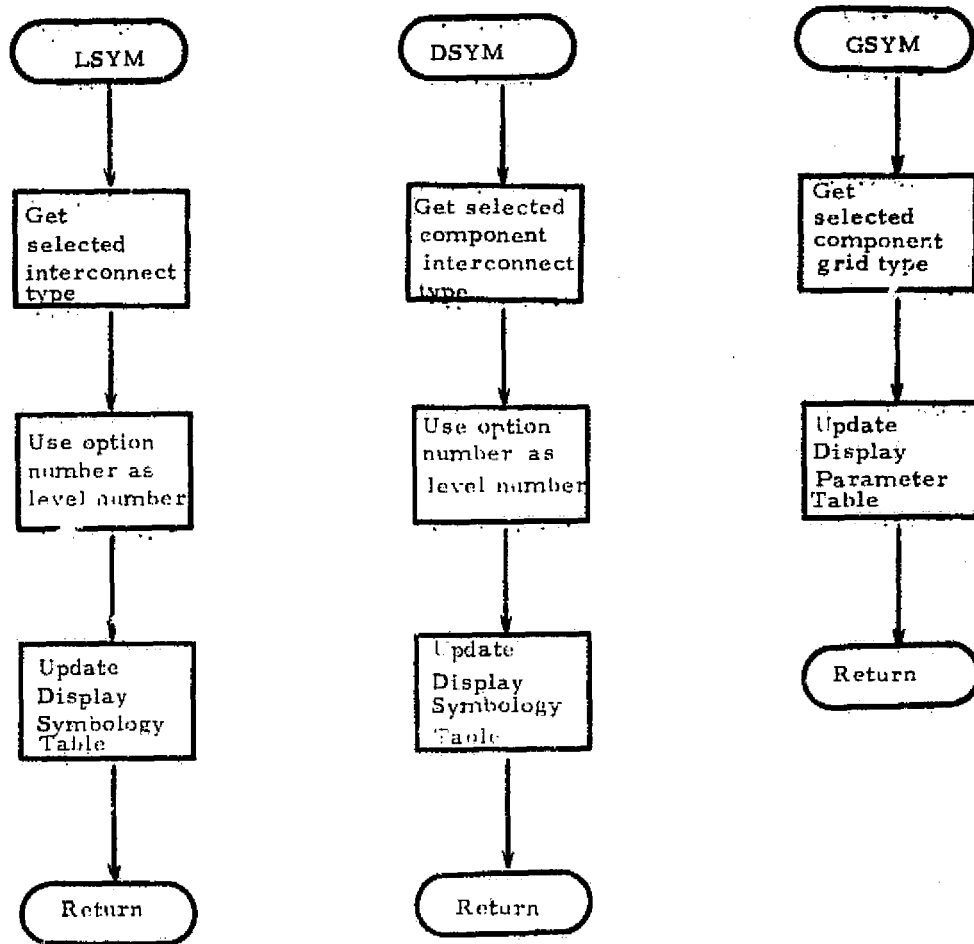 LSYM
Get
selected
interconnect
type
Use option
number as
level number
Update
Display
Symbology
Table
Return
DSYM
Get selected
component
interconnect
type
Use option
number as
level number
Update
Display
Symbology
Table
Return
GSYM
Get
selected
component
grid type
Update
Display
Parameter
Table
Return